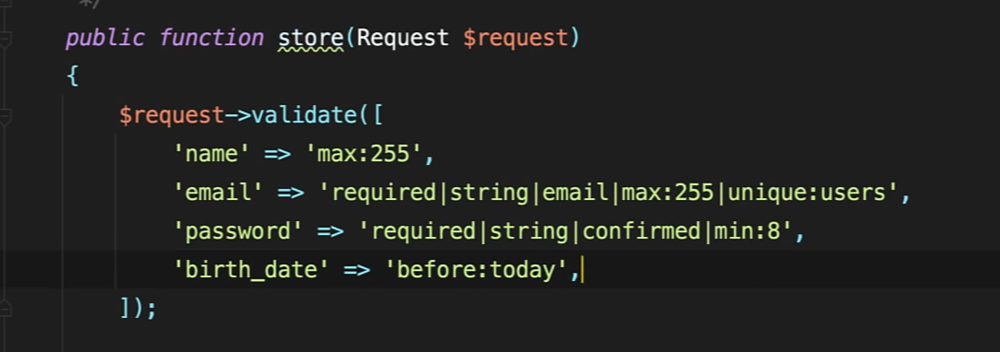 */
public function store(Request $request)
{
$request->validate([
'name' => 'max:255',
'email' => 'required|string|email|max:255|unique:users',
'password' => 'required|string|confirmed|min:8',
'birth_date' => 'before:today',
]);